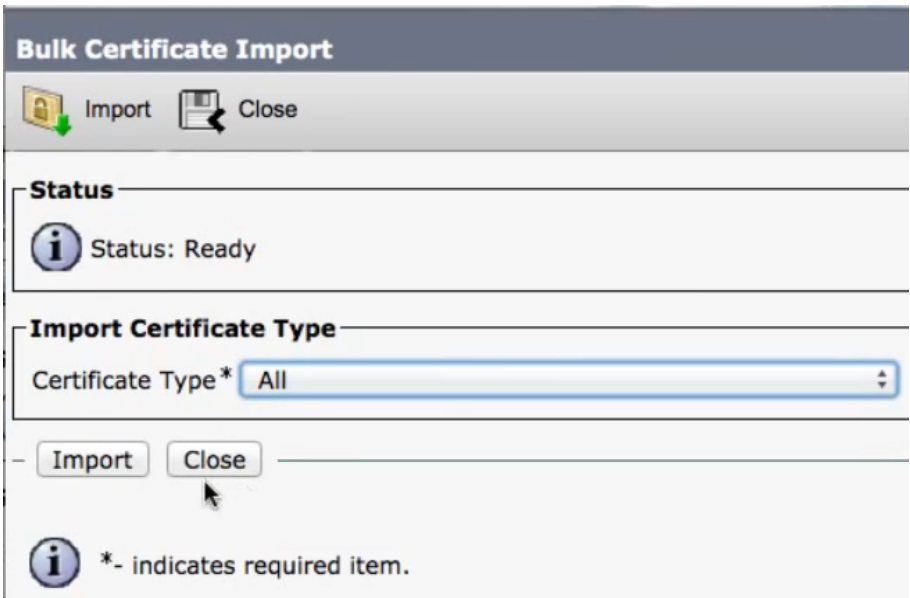 Bulk Certificate Import
Import Close
Status
i Status: Ready
Import Certificate Type
Certificate Type* All
Import Close
i *- indicates required item.